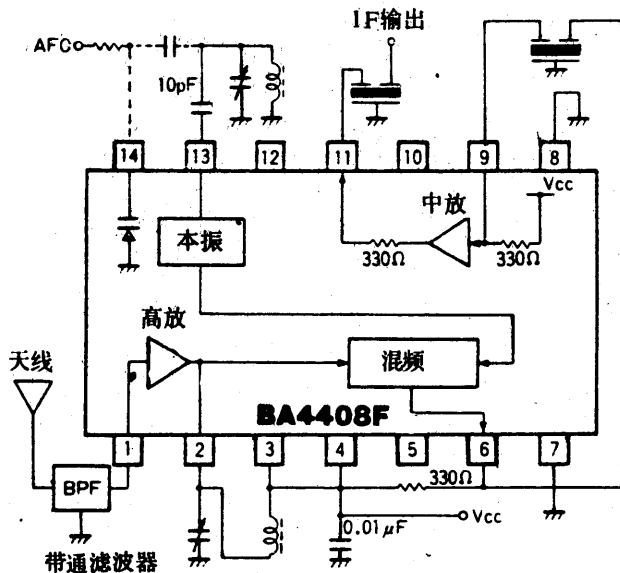 IF输出
AFC
10pF
14 13 12 11 10 9 8
Vcc
中放
本振
330Ω 330Ω
高放
天线
混频
BA4408F
1 2 3 4 5 6 7
BPF
330Ω
0.01μF
Vcc
带通滤波器